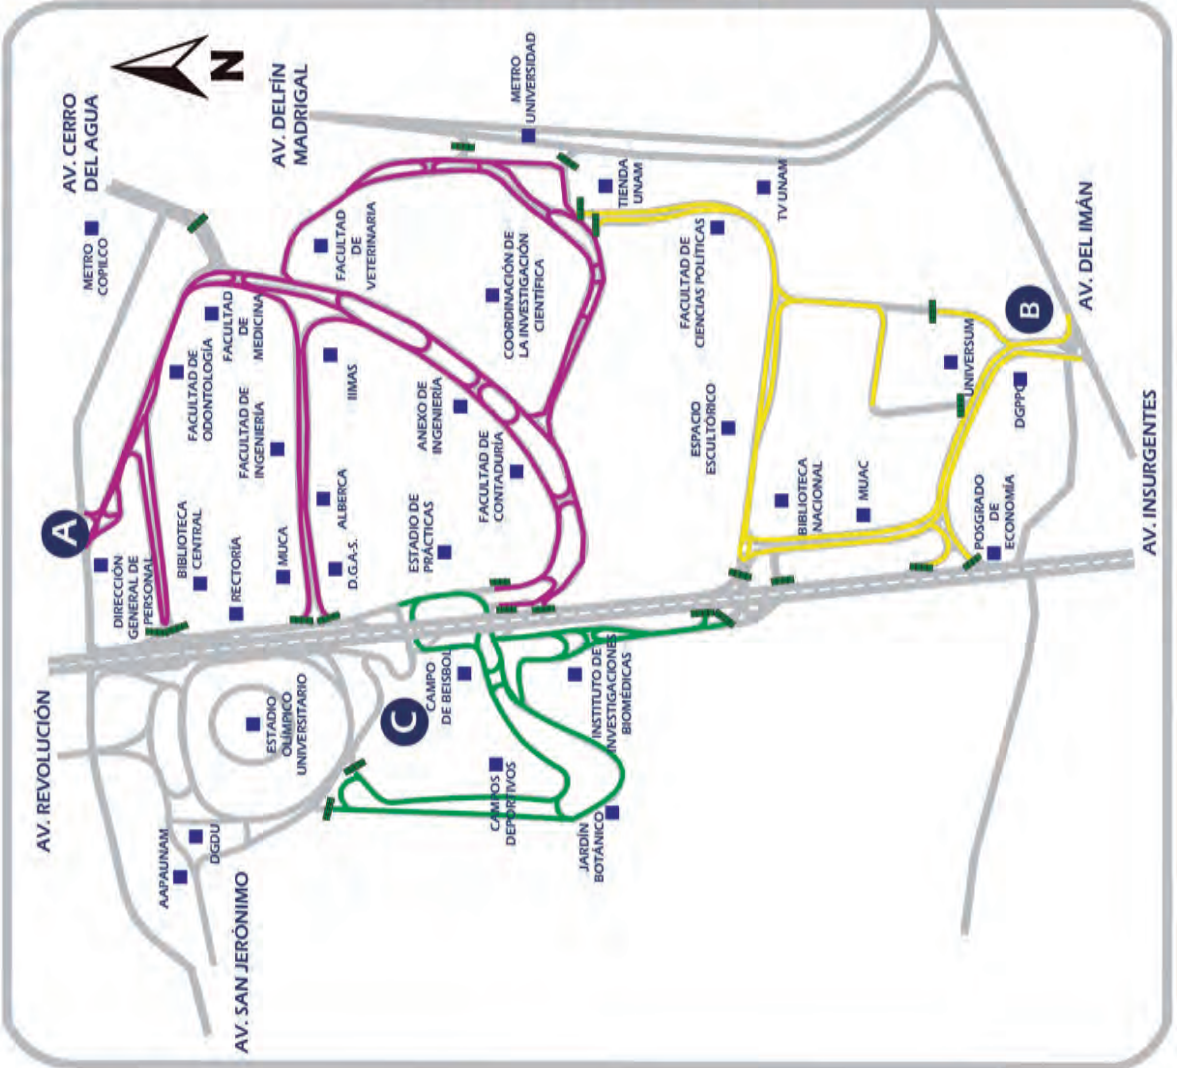 AV. REVOLUCIÓN
AV. SAN JERÓNIMO
AAPAUNAM
DGDU
ESTADIO
OLÍMPICO
UNIVERSITARIO
C
CAMPO
DE BEISBOL
CAMPOS
DEPORTIVOS
JARDÍN
BOTÁNICO
INSTITUTO DE
INVESTIGACIONES
BIOMÉDICAS
A
DIRECCIÓN
GENERAL DE
PERSONAL
BIBLIOTECA
CENTRAL
RECTORÍA
MUCA
D.G.A-S.
ALBERCA
ESTADIO DE
PRÁCTICAS
FACULTAD DE
CONTADURÍA
ANEXO DE
INGENIERÍA
FACULTAD DE
INGENIERÍA
FACULTAD DE
ODONTOLOGÍA
FACULTAD
DE
MEDICINA
IIMAS
FACULTAD
DE
VETERINARIA
COORDINACIÓN DE
LA INVESTIGACIÓN
CIENTÍFICA
METRO
COPILCO
AV. CERRO
DEL AGUA
N
AV. DELFÍN
MADRIGAL
METRO
UNIVERSIDAD
TIENDA
UNAM
TV UNAM
FACULTAD DE
CIENCIAS POLÍTICAS
ESPACIO
ESCULTÓRICO
BIBLIOTECA
NACIONAL
MUAC
UNIVERSUM
DGPPC
POSGRADO
DE
ECONOMÍA
B
AV. DEL IMÁN
AV. INSURGENTES